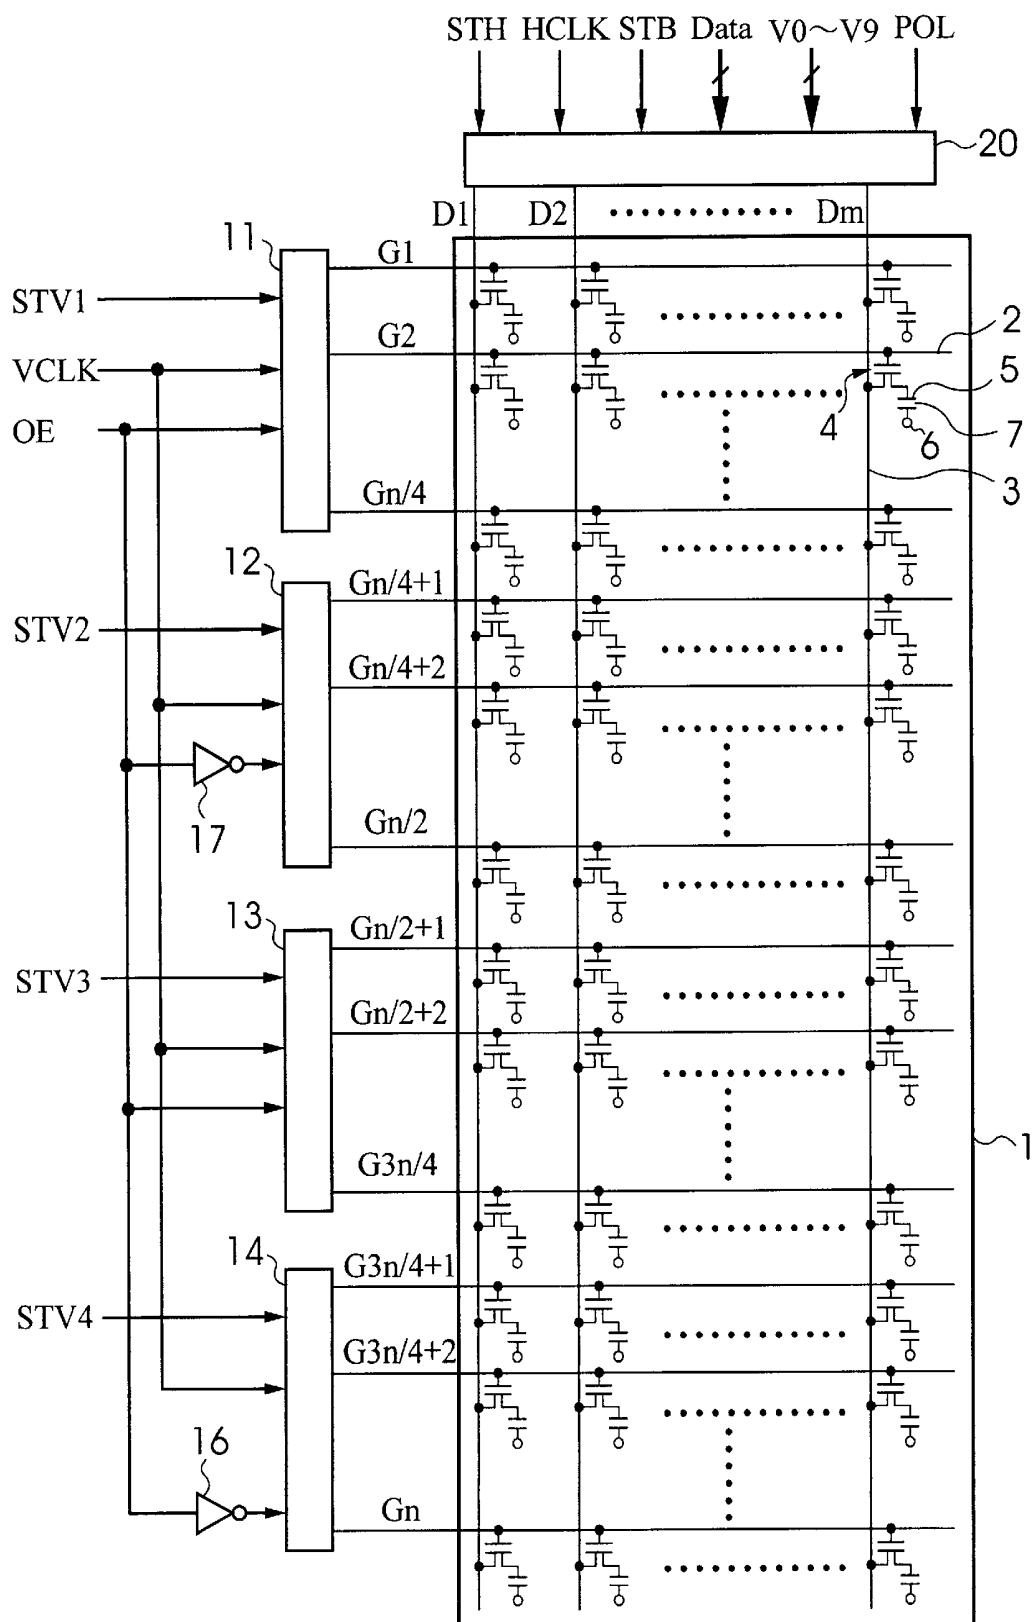 STH HCLK STB Data V0～V9 POL
20
D1 D2 Dm
11 G1
STV1
G2 2
VCLK
4 5
OE 6 7
Gn/4 3
12 Gn/4+1
STV2
Gn/4+2
17 Gn/2
13 Gn/2+1
STV3
Gn/2+2
1
G3n/4
14 G3n/4+1
STV4
G3n/4+2
16
Gn